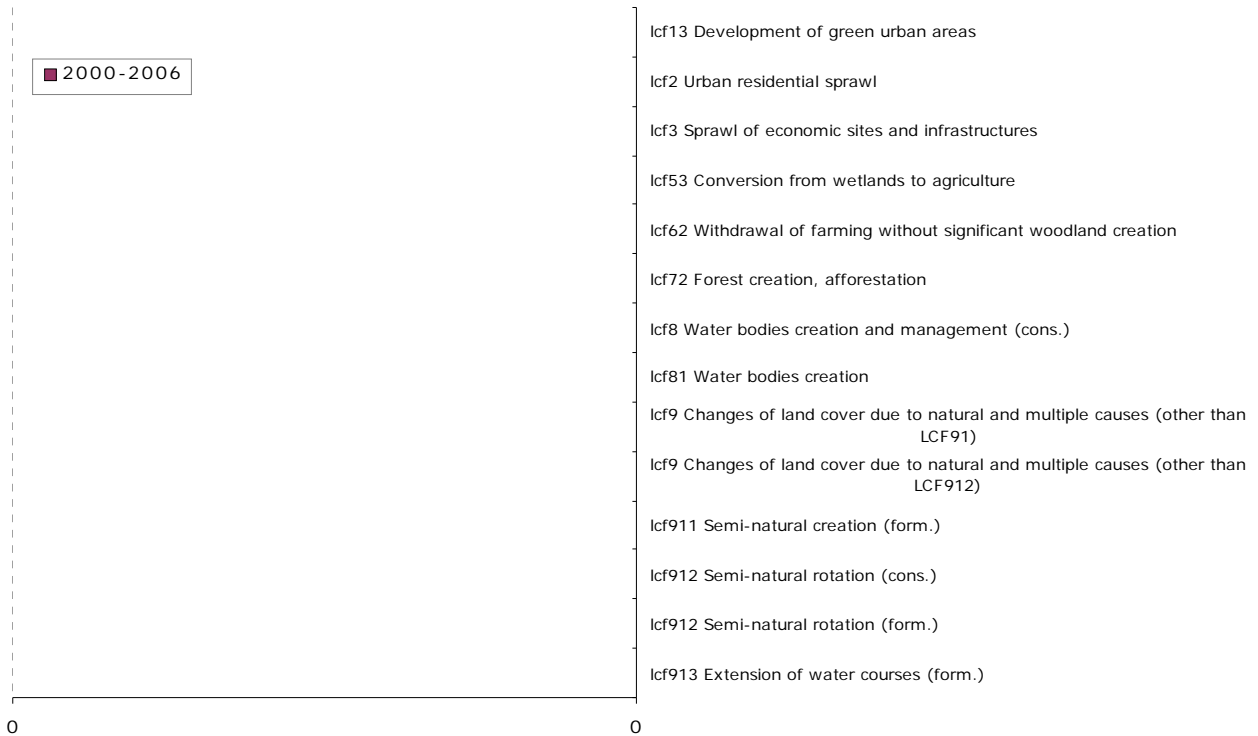 lcf13 Development of green urban areas
2000-2006
lcf2 Urban residential sprawl
lcf3 Sprawl of economic sites and infrastructures
lcf53 Conversion from wetlands to agriculture
lcf62 Withdrawal of farming without significant woodland creation
lcf72 Forest creation, afforestation
lcf8 Water bodies creation and management (cons.)
lcf81 Water bodies creation
lcf9 Changes of land cover due to natural and multiple causes (other than
LCF91)
lcf9 Changes of land cover due to natural and multiple causes (other than
LCF912)
lcf911 Semi-natural creation (form.)
lcf912 Semi-natural rotation (cons.)
lcf912 Semi-natural rotation (form.)
lcf913 Extension of water courses (form.)
0 0